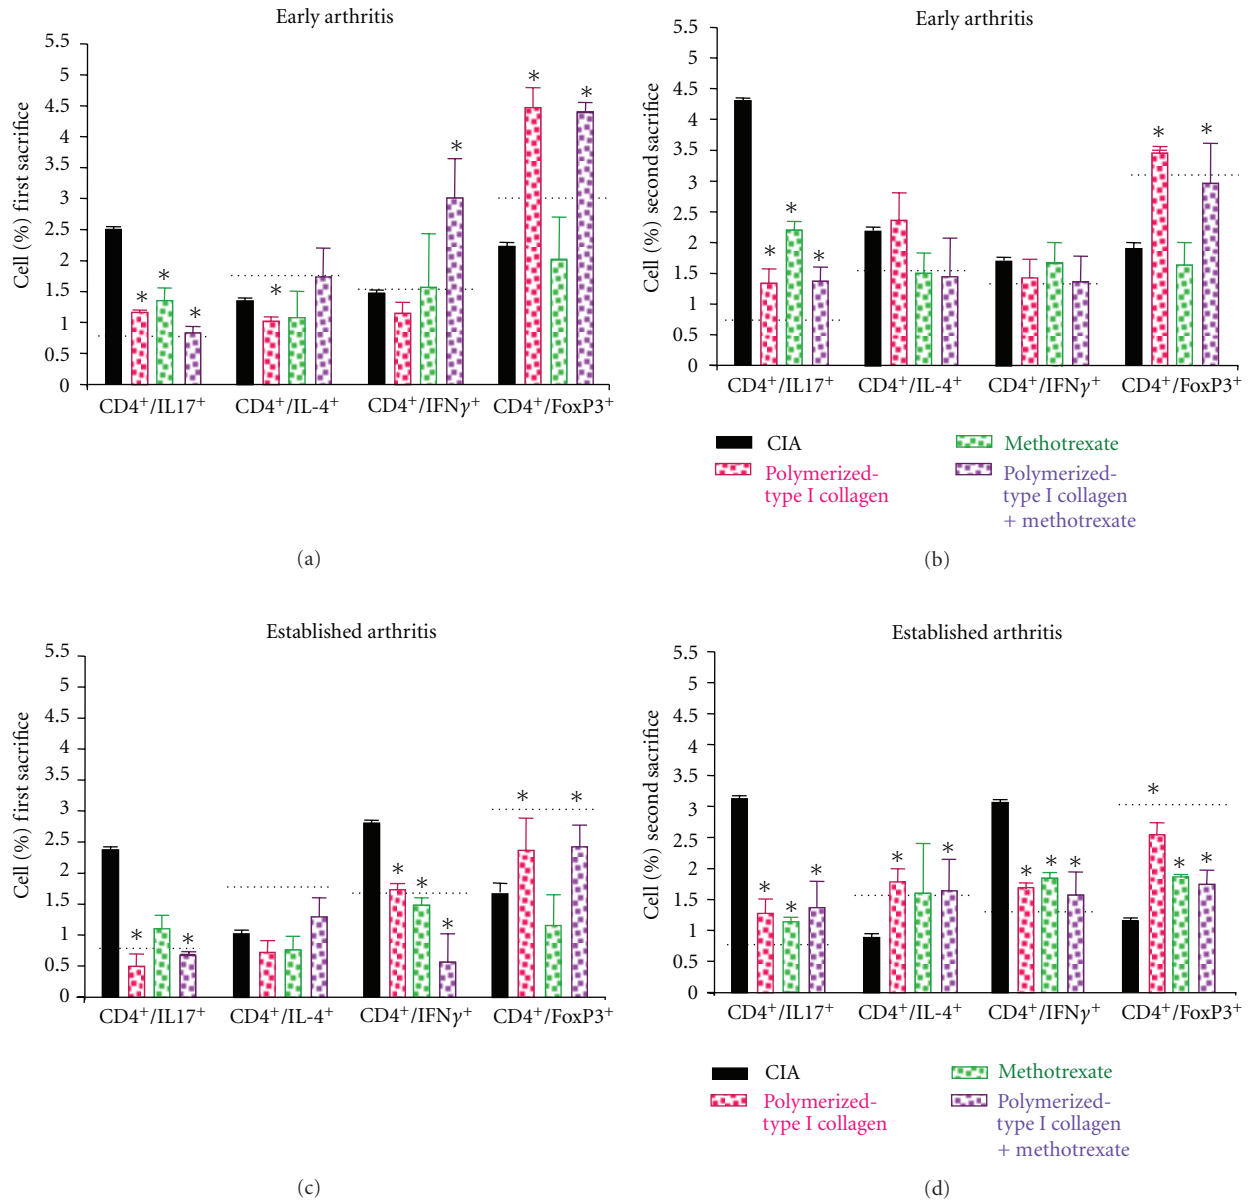 Early arthritis
Cell (%) first sacrifice
5.5
5
4.5
4
3.5
3
2.5
2
1.5
1
0.5
0
* * * * * * *
CD4+/IL17+ CD4+/IL-4+ CD4+/IFNγ+ CD4+/FoxP3+
(a)
Early arthritis
Cell (%) second sacrifice
5.5
5
4.5
4
3.5
3
2.5
2
1.5
1
0.5
0
* * * * *
CD4+/IL17+ CD4+/IL-4+ CD4+/IFNγ+ CD4+/FoxP3+
CIA
Polymerized-
type I collagen
Methotrexate
Polymerized-
type I collagen
+ methotrexate
(b)
Established arthritis
Cell (%) first sacrifice
5.5
5
4.5
4
3.5
3
2.5
2
1.5
1
0.5
0
* * * * * * *
CD4+/IL17+ CD4+/IL-4+ CD4+/IFNγ+ CD4+/FoxP3+
(c)
Established arthritis
Cell (%) second sacrifice
5.5
5
4.5
4
3.5
3
2.5
2
1.5
1
0.5
0
* * * * * * * * * * *
CD4+/IL17+ CD4+/IL-4+ CD4+/IFNγ+ CD4+/FoxP3+
CIA
Polymerized-
type I collagen
Methotrexate
Polymerized-
type I collagen
+ methotrexate
(d)